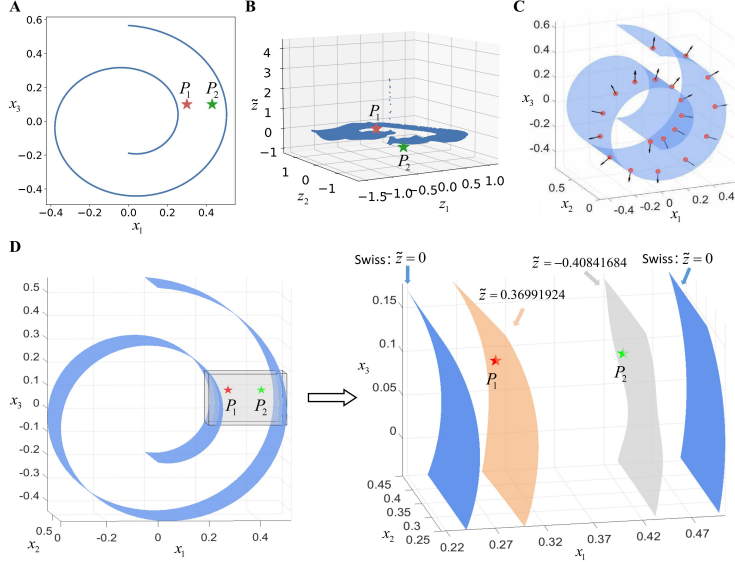 A
0.6
0.4
0.2
0.0
−0.2
−0.4
x₃
P₁ P₂
−0.4 −0.2 0.0 0.2 0.4
x₁
B
4
3
2
1
0
−1
z̃
P₁
P₂
1
0
−1
z₂
−1.5 −1.0 −0.5 0.0 0.5 1.0
z₁
C
0.6
0.4
0.2
0
-0.2
-0.4
x₃
0.5
0
x₂
-0.4 -0.2 0 0.2 0.4
x₁
D
0.5
0.4
0.3
0.2
0.1
0
-0.1
-0.2
-0.3
-0.4
x₃
P₁ P₂
0.5
0
x₂
0 0.2 0 0.2 0.4
x₁
Swiss: z̃ = 0
z̃ = 0.36991924
z̃ = −0.40841684
Swiss: z̃ = 0
0.15
0.1
0.05
0
x₃
P₁
P₂
0.45
0.4
0.35
0.3
0.25
x₂
0.22 0.27 0.32 0.37 0.42 0.47
x₁